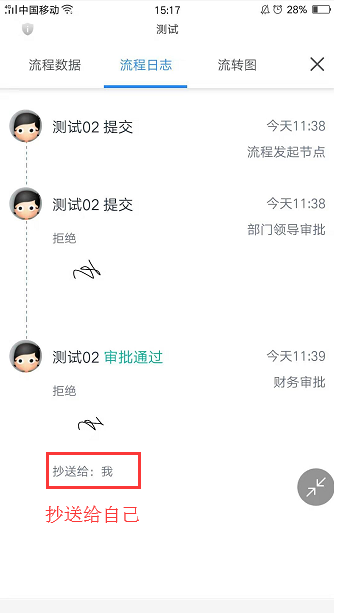 中国移动 15:17 28%
测试
流程数据 流程日志 流转图
测试02 提交 今天11:38
流程发起节点
测试02 提交 今天11:38
部门领导审批
拒绝
测试02 审批通过 今天11:39
财务审批
拒绝
抄送给：我
抄送给自己